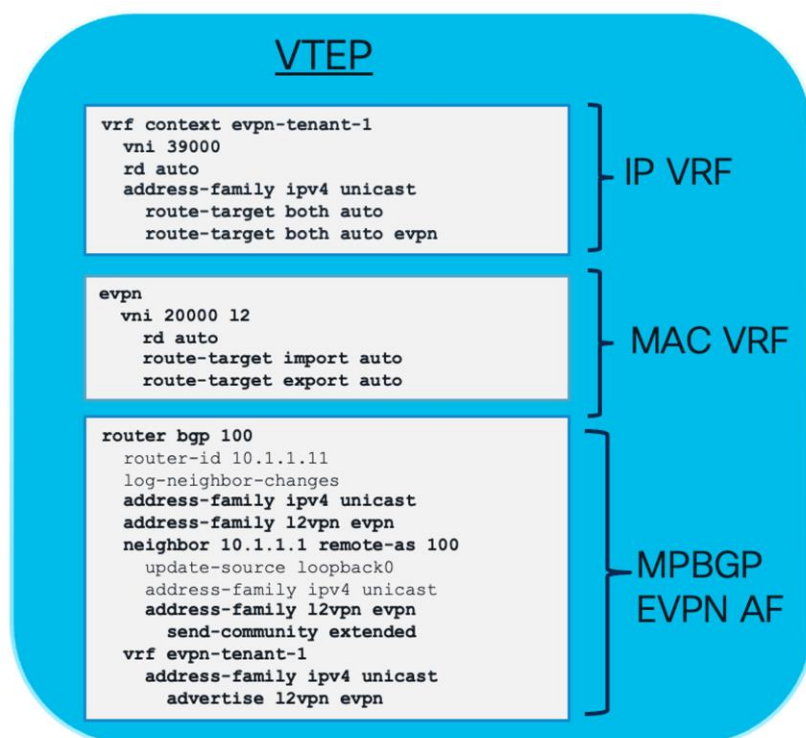 VTEP
vrf context evpn-tenant-1
vni 39000
rd auto
address-family ipv4 unicast
route-target both auto
route-target both auto evpn
IP VRF
evpn
vni 20000 l2
rd auto
route-target import auto
route-target export auto
MAC VRF
router bgp 100
router-id 10.1.1.11
log-neighbor-changes
address-family ipv4 unicast
address-family l2vpn evpn
neighbor 10.1.1.1 remote-as 100
update-source loopback0
address-family ipv4 unicast
address-family l2vpn evpn
send-community extended
vrf evpn-tenant-1
address-family ipv4 unicast
advertise l2vpn evpn
MPBGP
EVPN AF